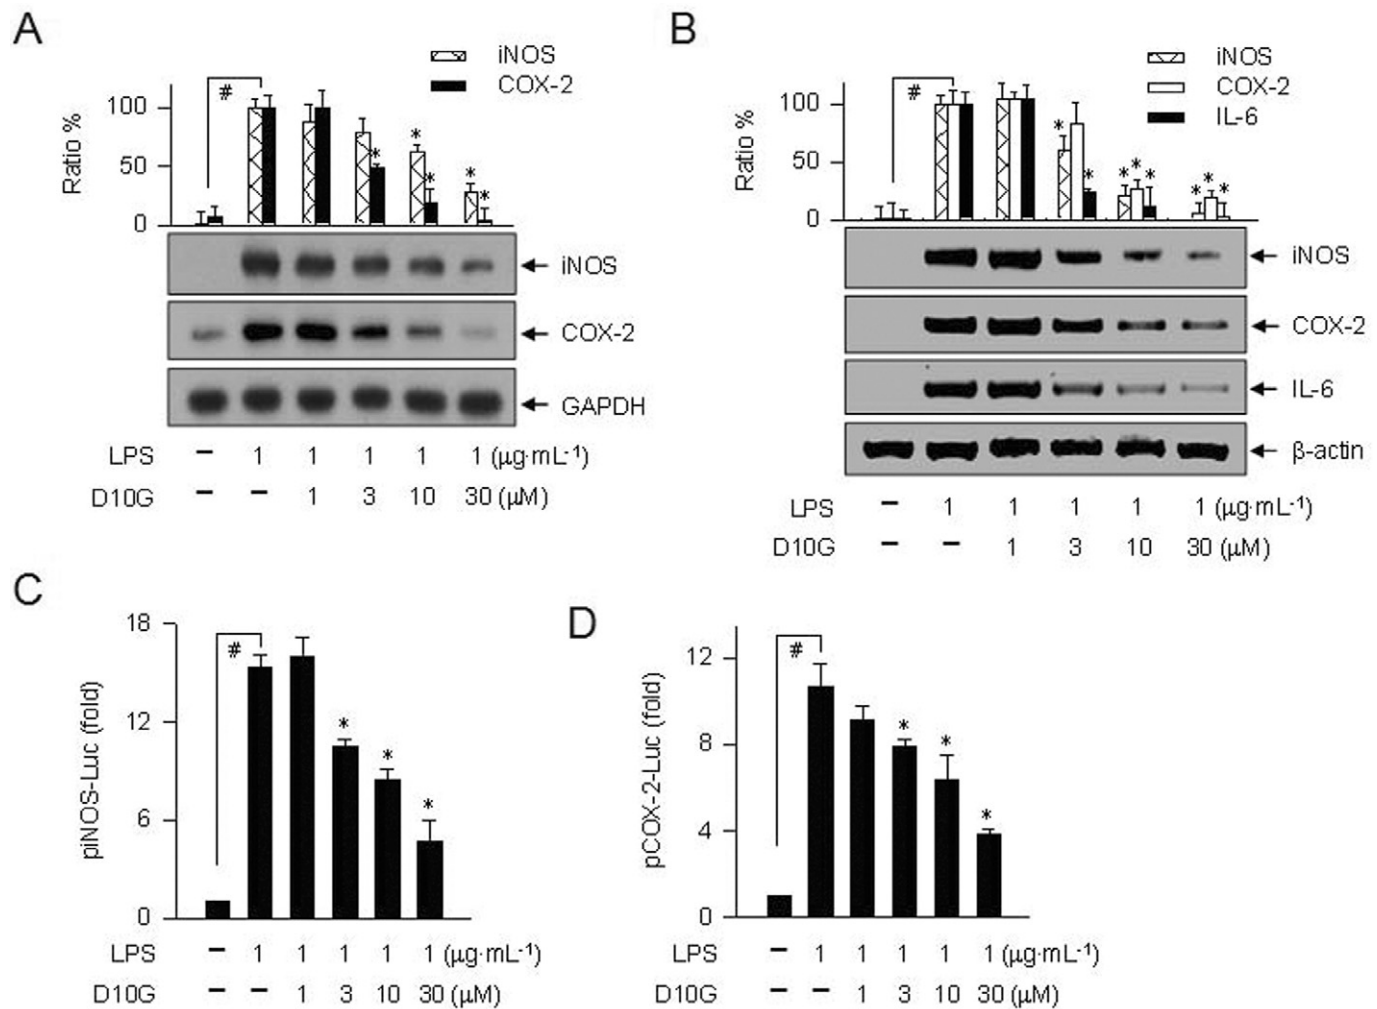 A
iNOS
COX-2
#
Ratio %
100
50
0
* * * * *
iNOS
COX-2
GAPDH
LPS – 1 1 1 1 1 (µg·mL-1)
D10G – – 1 3 10 30 (µM)
B
iNOS
COX-2
IL-6
#
Ratio %
100
50
0
* * * * * * * *
iNOS
COX-2
IL-6
β-actin
LPS – 1 1 1 1 1 (µg·mL-1)
D10G – – 1 3 10 30 (µM)
C
piNOS-Luc (fold)
18
12
6
0
#
* * *
LPS – 1 1 1 1 1 (µg·mL-1)
D10G – – 1 3 10 30 (µM)
D
pCOX-2-Luc (fold)
12
8
4
0
#
* * *
LPS – 1 1 1 1 1 (µg·mL-1)
D10G – – 1 3 10 30 (µM)